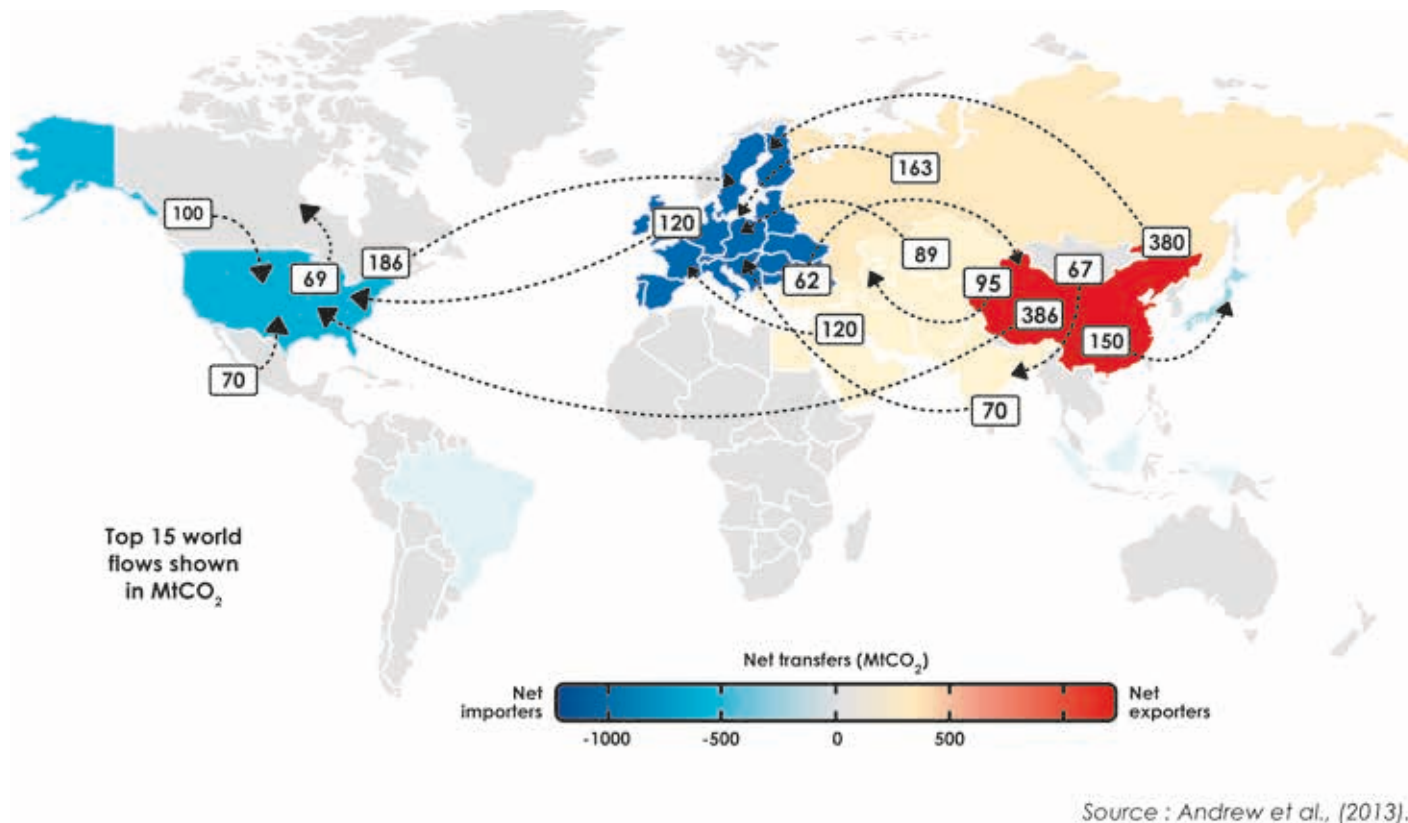 163
100
120
380
186
89
69
62
95
67
386
120
150
70
70
Top 15 world
flows shown
in MtCO₂
Net transfers (MtCO₂)
Net
importers
Net
exporters
-1000
-500
0
500
Source : Andrew et al., (2013).